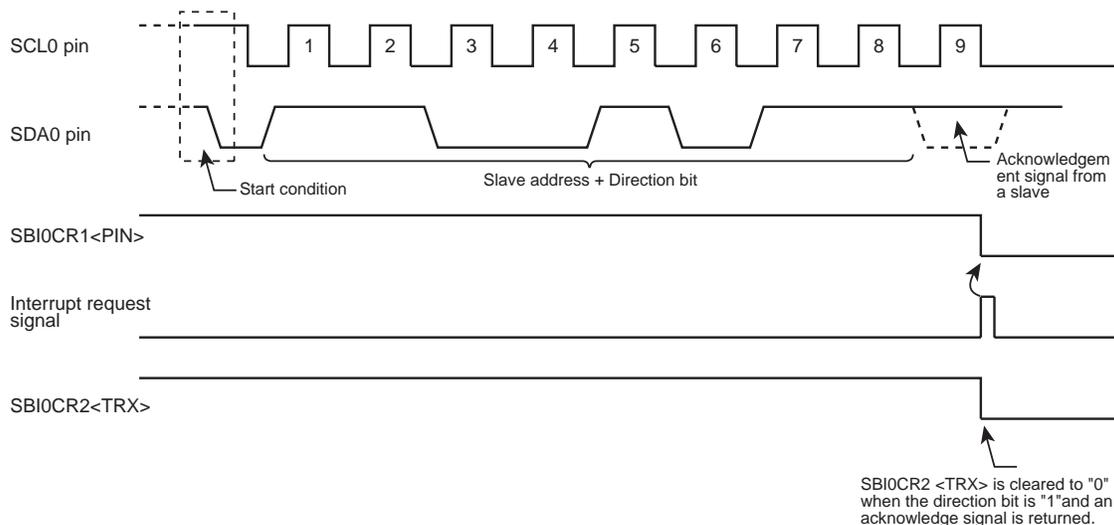 SCL0 pin
1 2 3 4 5 6 7 8 9
SDA0 pin
Start condition
Slave address + Direction bit
Acknowledgem
ent signal from
a slave
SBI0CR1<PIN>
Interrupt request
signal
SBI0CR2<TRX>
SBI0CR2 <TRX> is cleared to "0"
when the direction bit is "1"and an
acknowledge signal is returned.